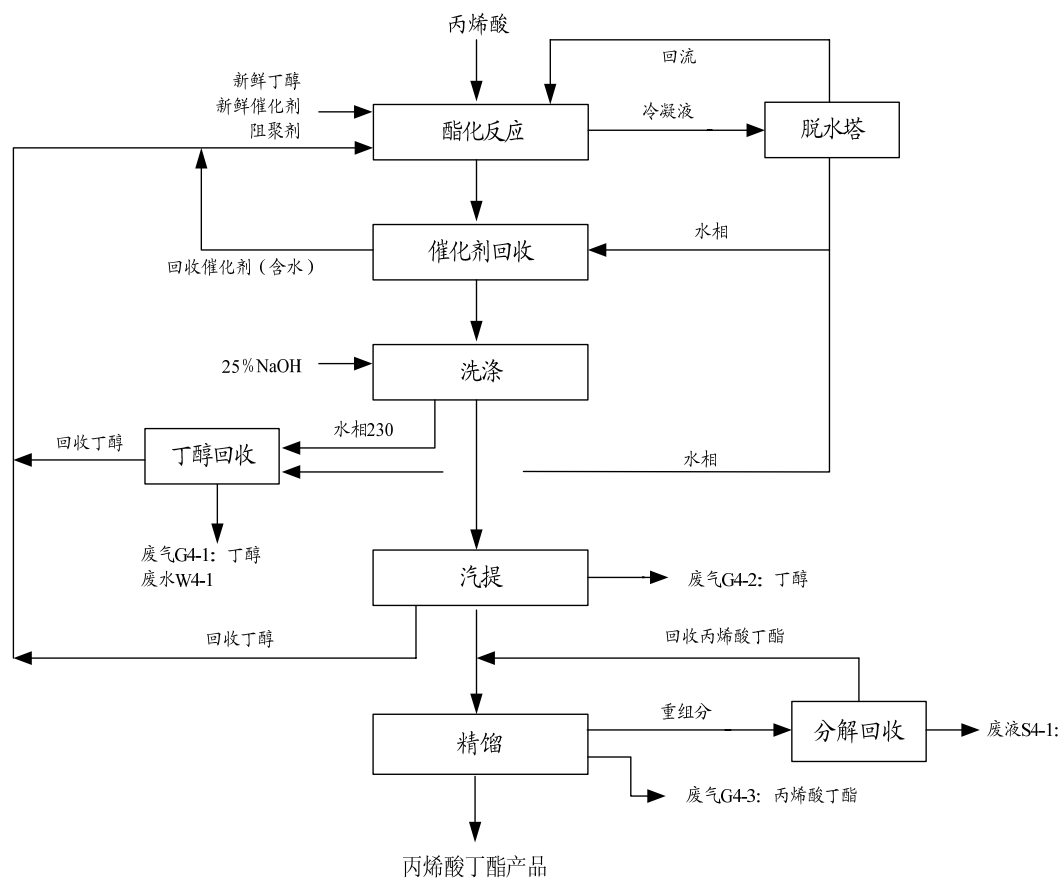 丙烯酸
回流
新鲜丁醇
新鲜催化剂
阻聚剂
酯化反应
冷凝液
脱水塔
催化剂回收
水相
回收催化剂（含水）
25%NaOH
洗涤
水相230
回收丁醇
丁醇回收
水相
废气G4-1：丁醇
废水W4-1
汽提
废气G4-2：丁醇
回收丁醇
回收丙烯酸丁酯
重组分
精馏
分解回收
废液S4-1:
废气G4-3：丙烯酸丁酯
丙烯酸丁酯产品